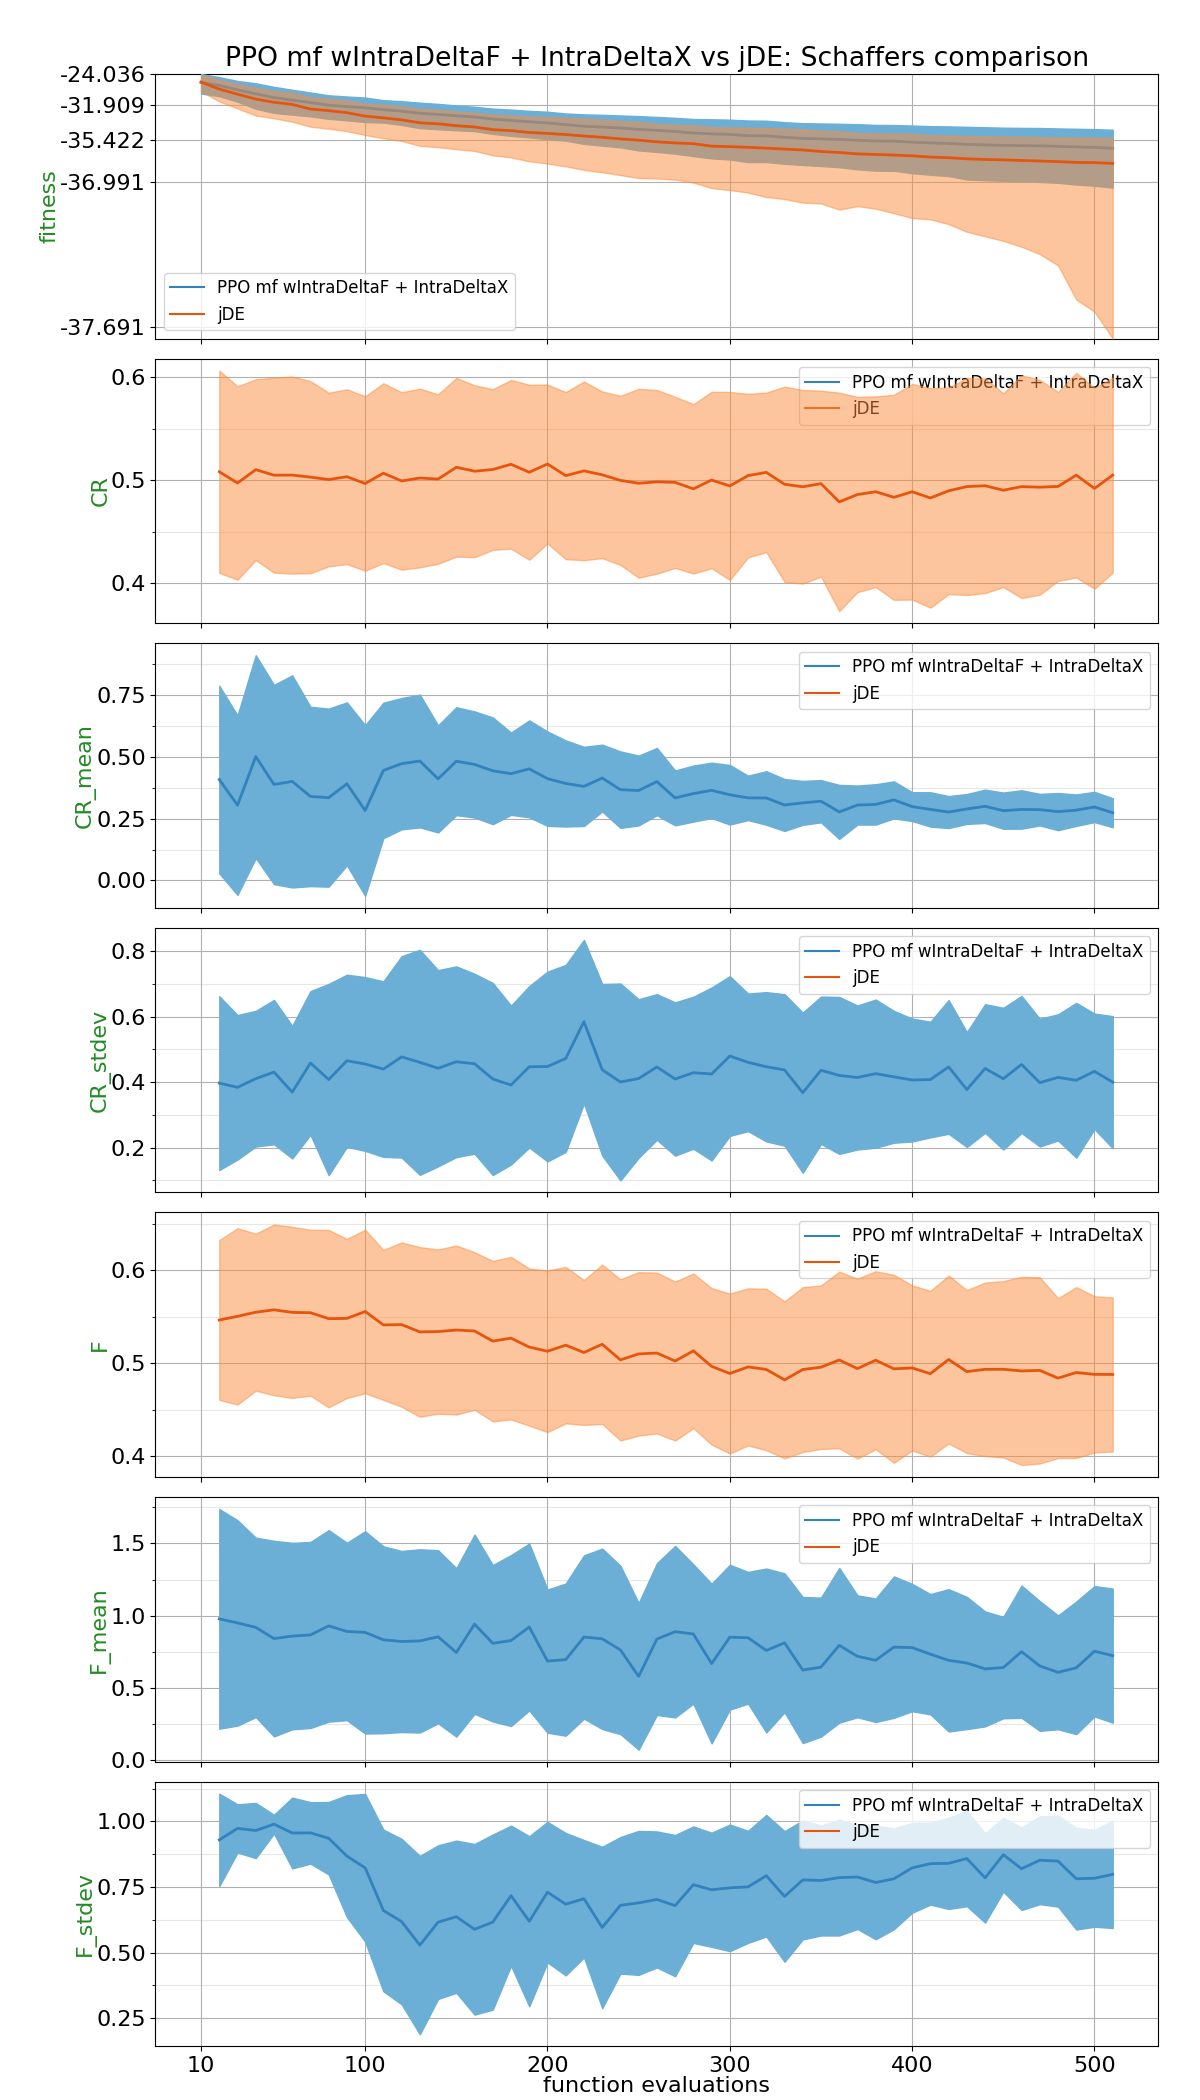 PPO mf wIntraDeltaF + IntraDeltaX vs jDE: Schaffers comparison
-24.036
-31.909
-35.422
-36.991
-37.691
fitness
PPO mf wIntraDeltaF + IntraDeltaX
jDE
0.6
0.5
0.4
CR
PPO mf wIntraDeltaF + IntraDeltaX
jDE
0.75
0.50
0.25
0.00
CR_mean
PPO mf wIntraDeltaF + IntraDeltaX
jDE
0.8
0.6
0.4
0.2
CR_stdev
PPO mf wIntraDeltaF + IntraDeltaX
jDE
0.6
0.5
0.4
F
PPO mf wIntraDeltaF + IntraDeltaX
jDE
1.5
1.0
0.5
0.0
F_mean
PPO mf wIntraDeltaF + IntraDeltaX
jDE
1.00
0.75
0.50
0.25
F_stdev
PPO mf wIntraDeltaF + IntraDeltaX
jDE
10 100 200 300 400 500
function evaluations